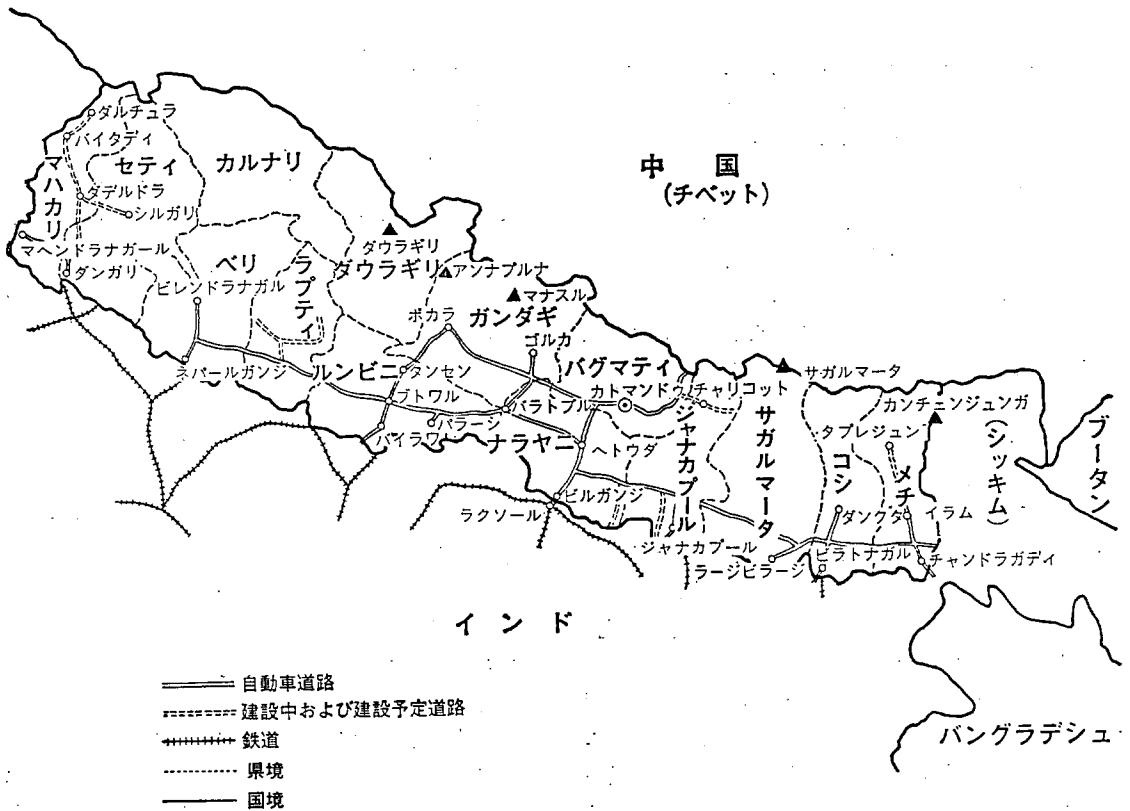 ダルチュラ
バイタディ
マハカリ
セティ
カルナリ
ダデルドラ
シルガリ
マヘンドラナガール
ダンガリ
中国
(チベット)
ベリ
ビレンドラナガル
ラプティ
ダウラギリ
ダウラギリ
アンナプルナ
マナスル
ポカラ
ガンダギ
ゴルカ
ネパールガンジ
ルンビニ
タンセン
バグマティ
カトマンドゥ
チャリコット
サガルマータ
カンチェンジュンガ
ブトワル
バラトプル
パラーシ
バイラワ
ナラヤニ
ヘトウダ
ジャナカプール
サガルマータ
タプレジュン
コシ
メチ
(シッキム)
ブータン
ビルガンジ
ラクソール
ダンクタ
イラム
ジャナカプール
ラージビラージ
ビラトナガル
チャンドラガディ
インド
バングラデシュ
自動車道路
建設中および建設予定道路
鉄道
県境
国境